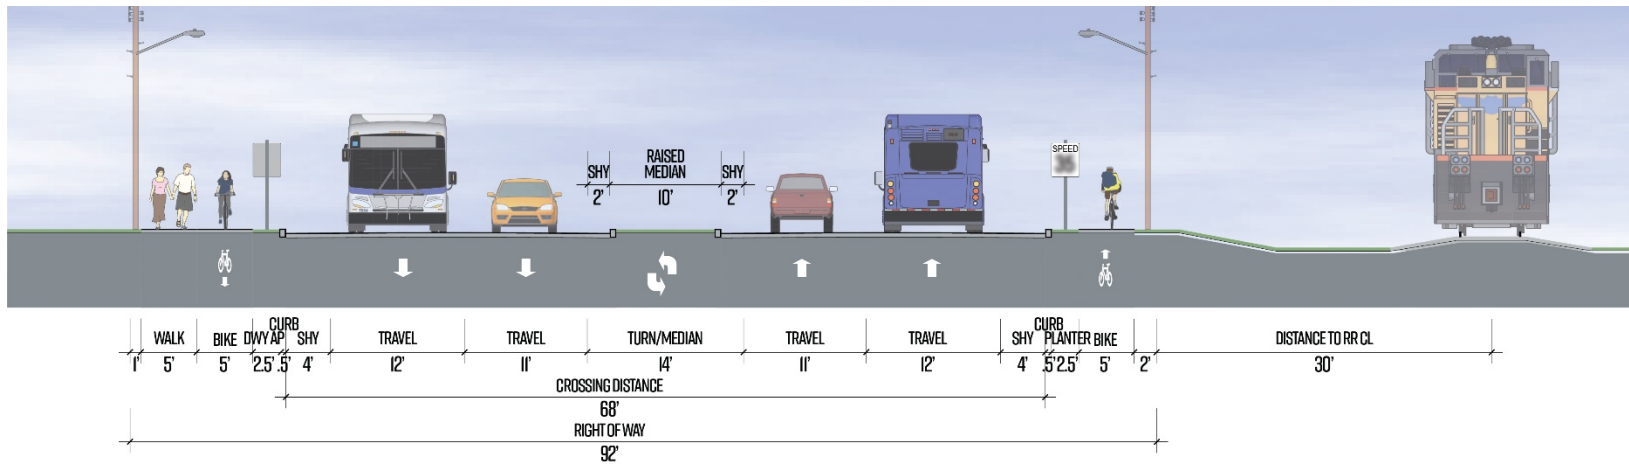 SHY
RAISED
MEDIAN
SHY
2'
10'
2'
SPEED
CURB
CURB
WALK
BIKE
DWY AP
SHY
TRAVEL
TRAVEL
TURN/MEDIAN
TRAVEL
TRAVEL
SHY
PLANTER
BIKE
DISTANCE TO RR CL
1'
5'
5'
2.5'
.5'
4'
12'
11'
14'
11'
12'
4'
.5'
2.5'
5'
2'
30'
CROSSING DISTANCE
68'
RIGHT OF WAY
92'